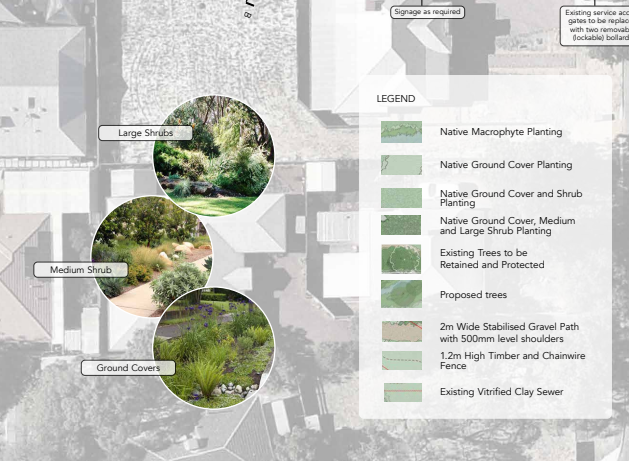 Signage as required
Existing service acc
gates to be replac
with two removab
(lockable) bollard
B
LEGEND
Large Shrubs
Medium Shrub
Ground Covers
Native Macrophyte Planting
Native Ground Cover Planting
Native Ground Cover and Shrub
Planting
Native Ground Cover, Medium
and Large Shrub Planting
Existing Trees to be
Retained and Protected
Proposed trees
2m Wide Stabilised Gravel Path
with 500mm level shoulders
1.2m High Timber and Chainwire
Fence
Existing Vitrified Clay Sewer